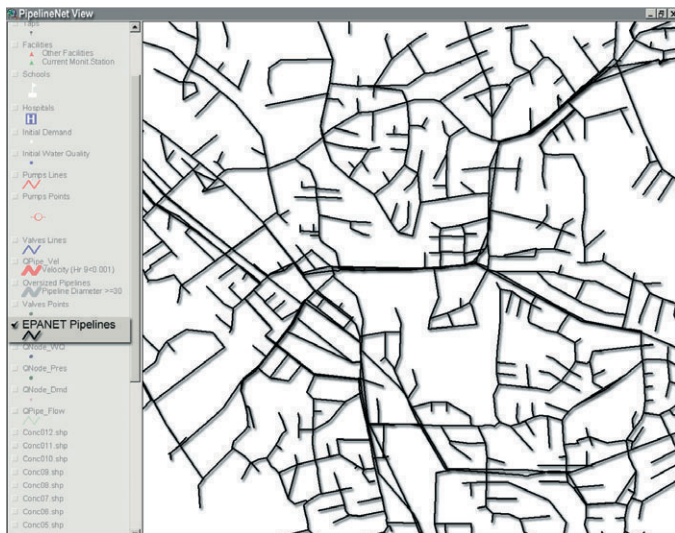 PipelineNet View
Taps
Facilities
Other Facilities
Current Monit Station
Schools
Hospitals
H
Initial Demand
Initial Water Quality
Pumps Lines
Pumps Points
Valves Lines
QPipe_Vel
Velocity (Hr 9<0.001)
Oversized Pipelines
Pipeline Diameter >=30
Valves Points
EPANET Pipelines
QNode_WQ
QNode_Pres
QNode_Dmd
QPipe_Flow
Conc012.shp
Conc011.shp
Conc010.shp
Conc09.shp
Conc08.shp
Conc07.shp
Conc06.shp
Conc05.shp